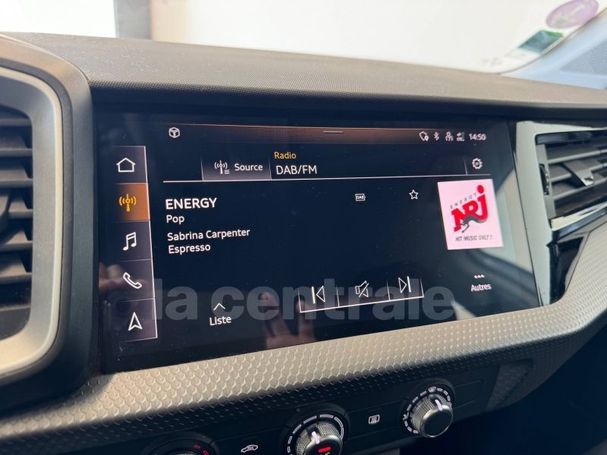 14:50
Source
Radio
DAB/FM
ENERGY
Pop
DAB
Sabrina Carpenter
Espresso
ENERGY
NRJ
HIT MUSIC ONLY !
la centrale
Liste
Autres